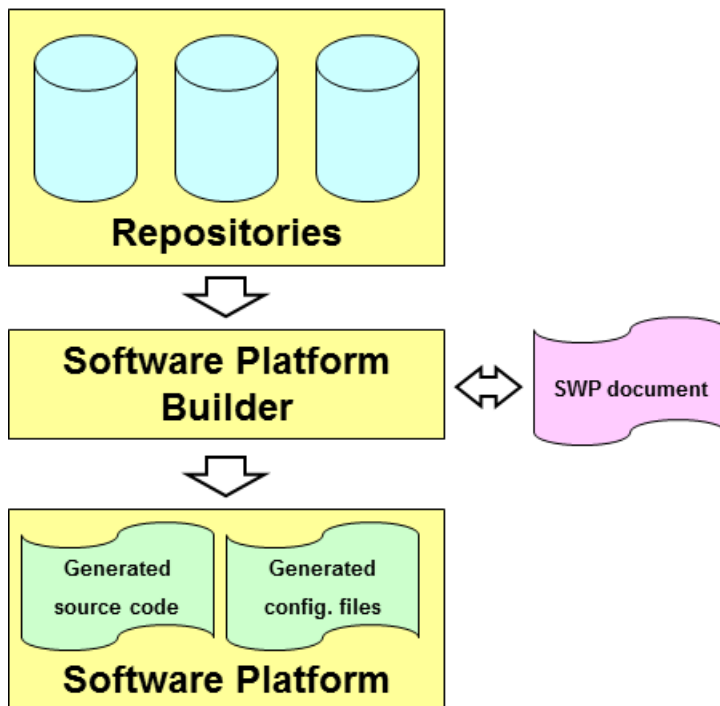 Repositories
Software Platform
Builder
SWP document
Generated
source code
Generated
config. files
Software Platform